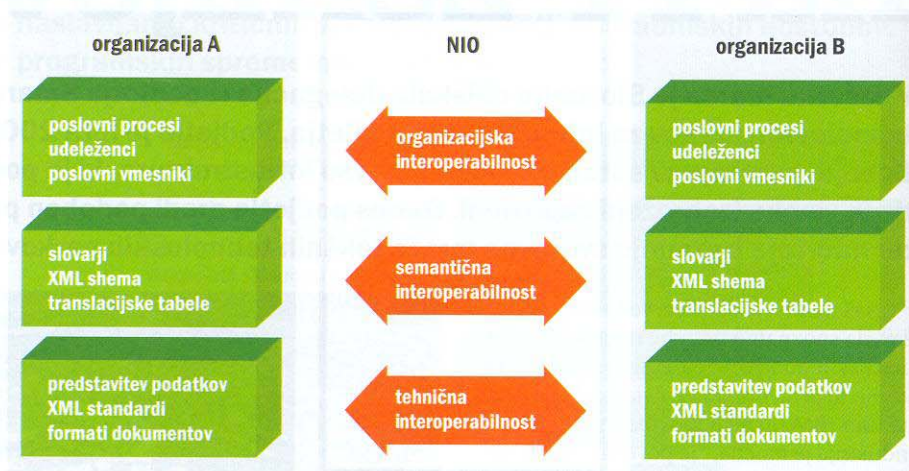 organizacija A
NIO
organizacija B
poslovni procesi
udeleženci
poslovni vmesniki
organizacijska
interoperabilnost
poslovni procesi
udeleženci
poslovni vmesniki
slovarji
XML shema
translacijske tabele
semantična
interoperabilnost
slovarji
XML shema
translacijske tabele
predstavitev podatkov
XML standardi
formati dokumentov
tehnična
interoperabilnost
predstavitev podatkov
XML standardi
formati dokumentov